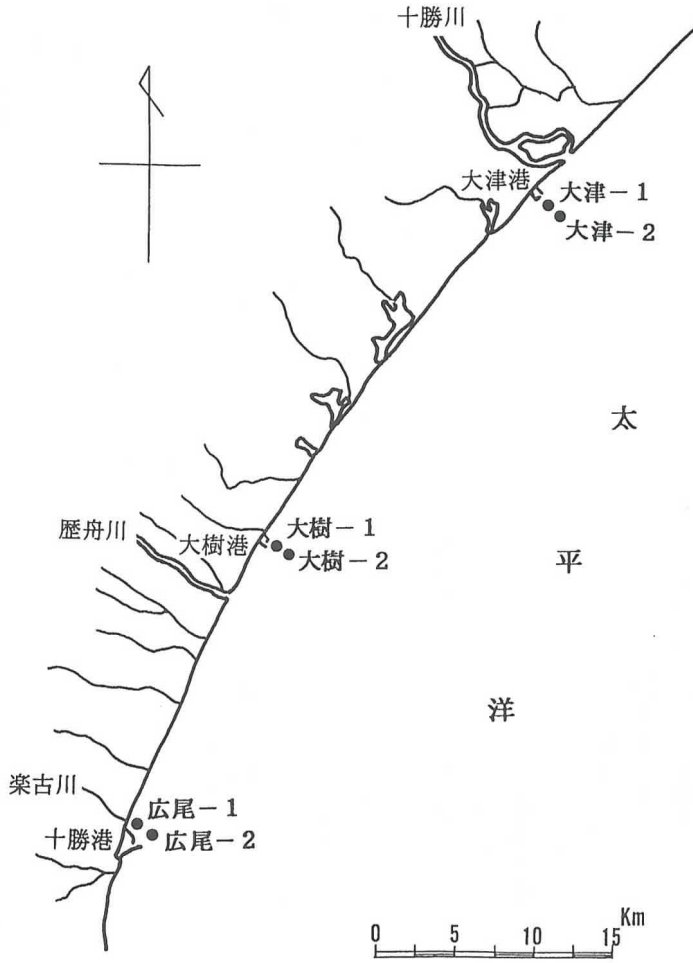 十勝川
大津港
大津－1
大津－2
太
平
洋
歴舟川
大樹港
大樹－1
大樹－2
楽古川
十勝港
広尾－1
広尾－2
Km
0 5 10 15